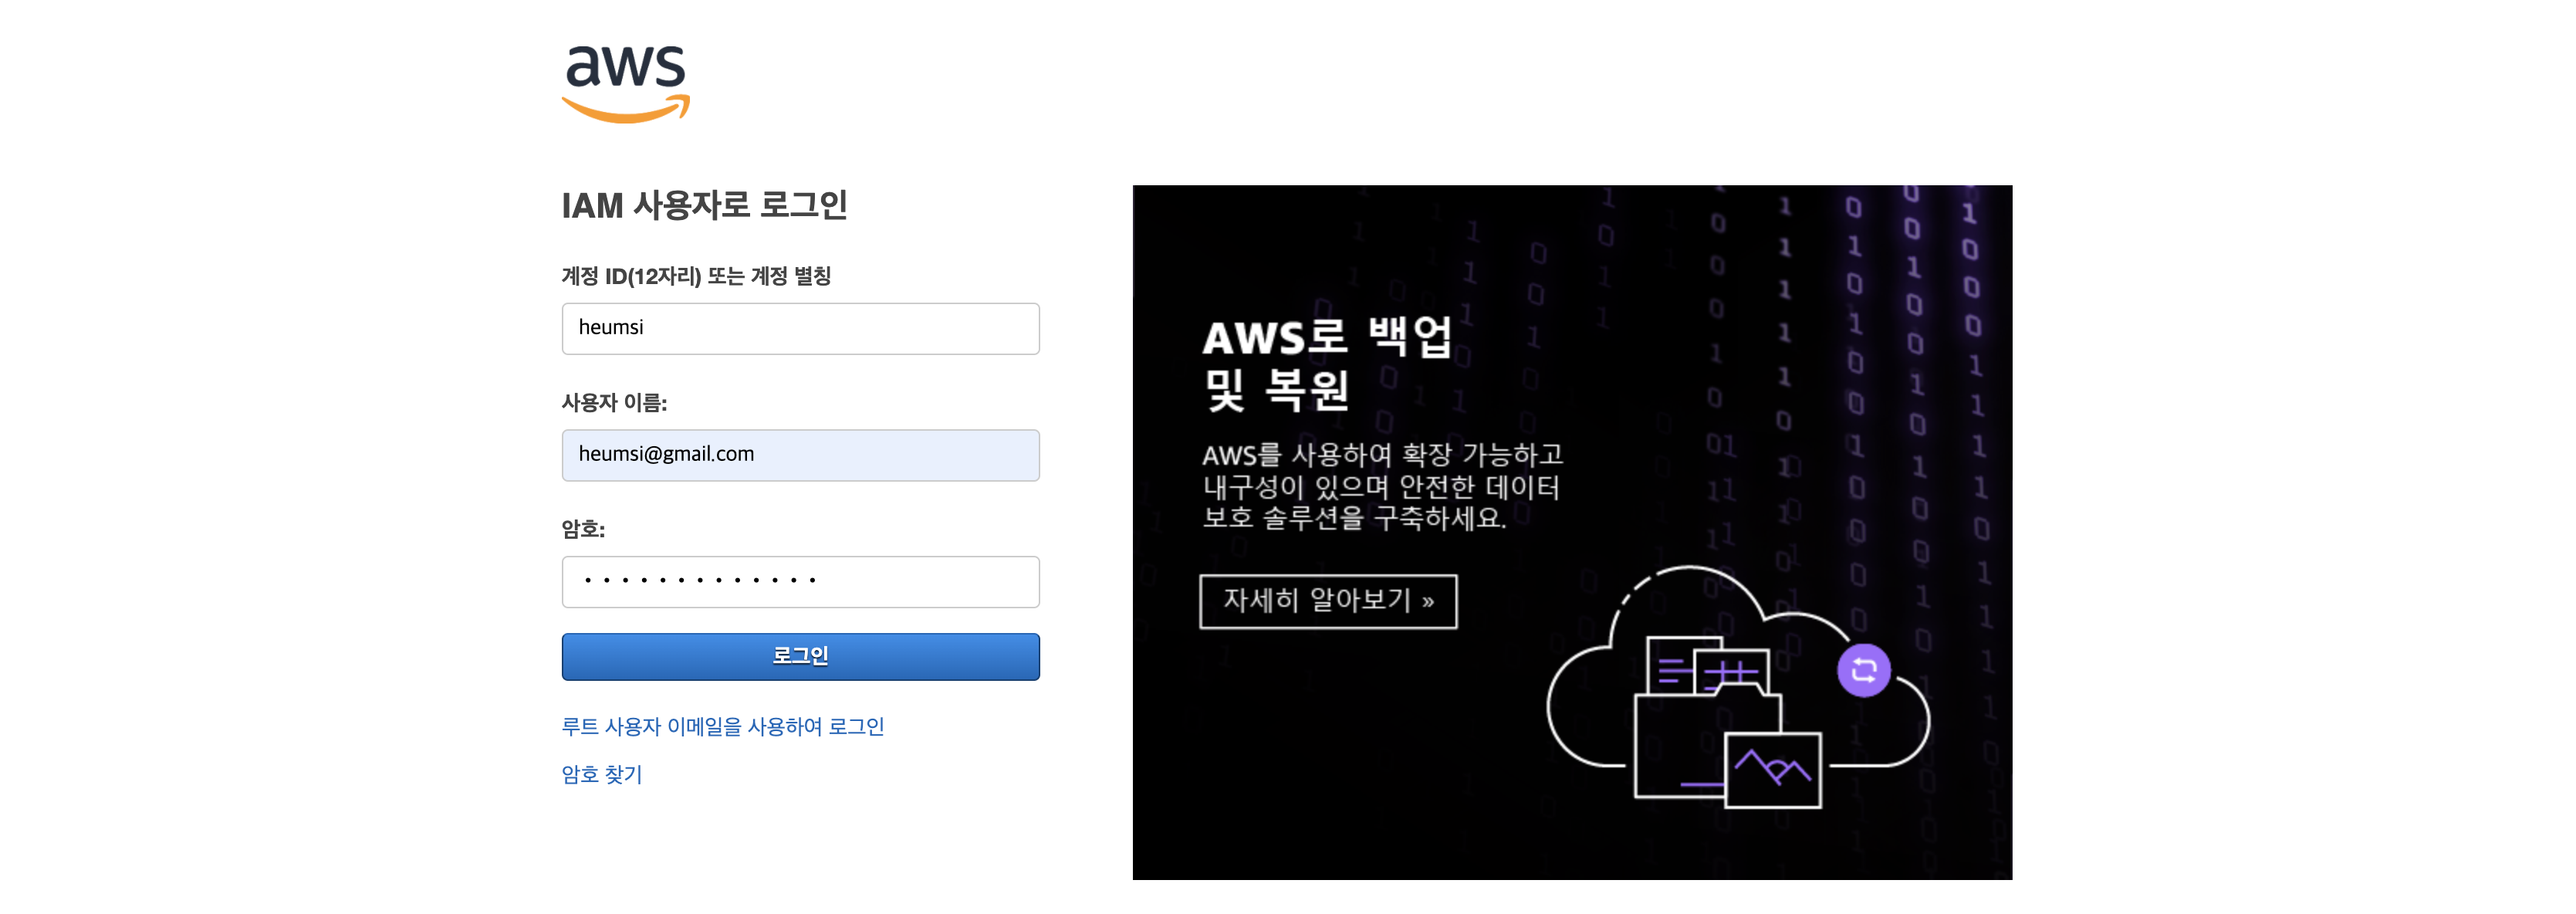 aws
IAM 사용자로 로그인
계정 ID(12자리) 또는 계정 별칭
heumsi
사용자 이름:
heumsi@gmail.com
암호:
• • • • • • • • • • • • •
로그인
루트 사용자 이메일을 사용하여 로그인
암호 찾기
AWS로 백업
및 복원
AWS를 사용하여 확장 가능하고
내구성이 있으며 안전한 데이터
보호 솔루션을 구축하세요.
자세히 알아보기 »